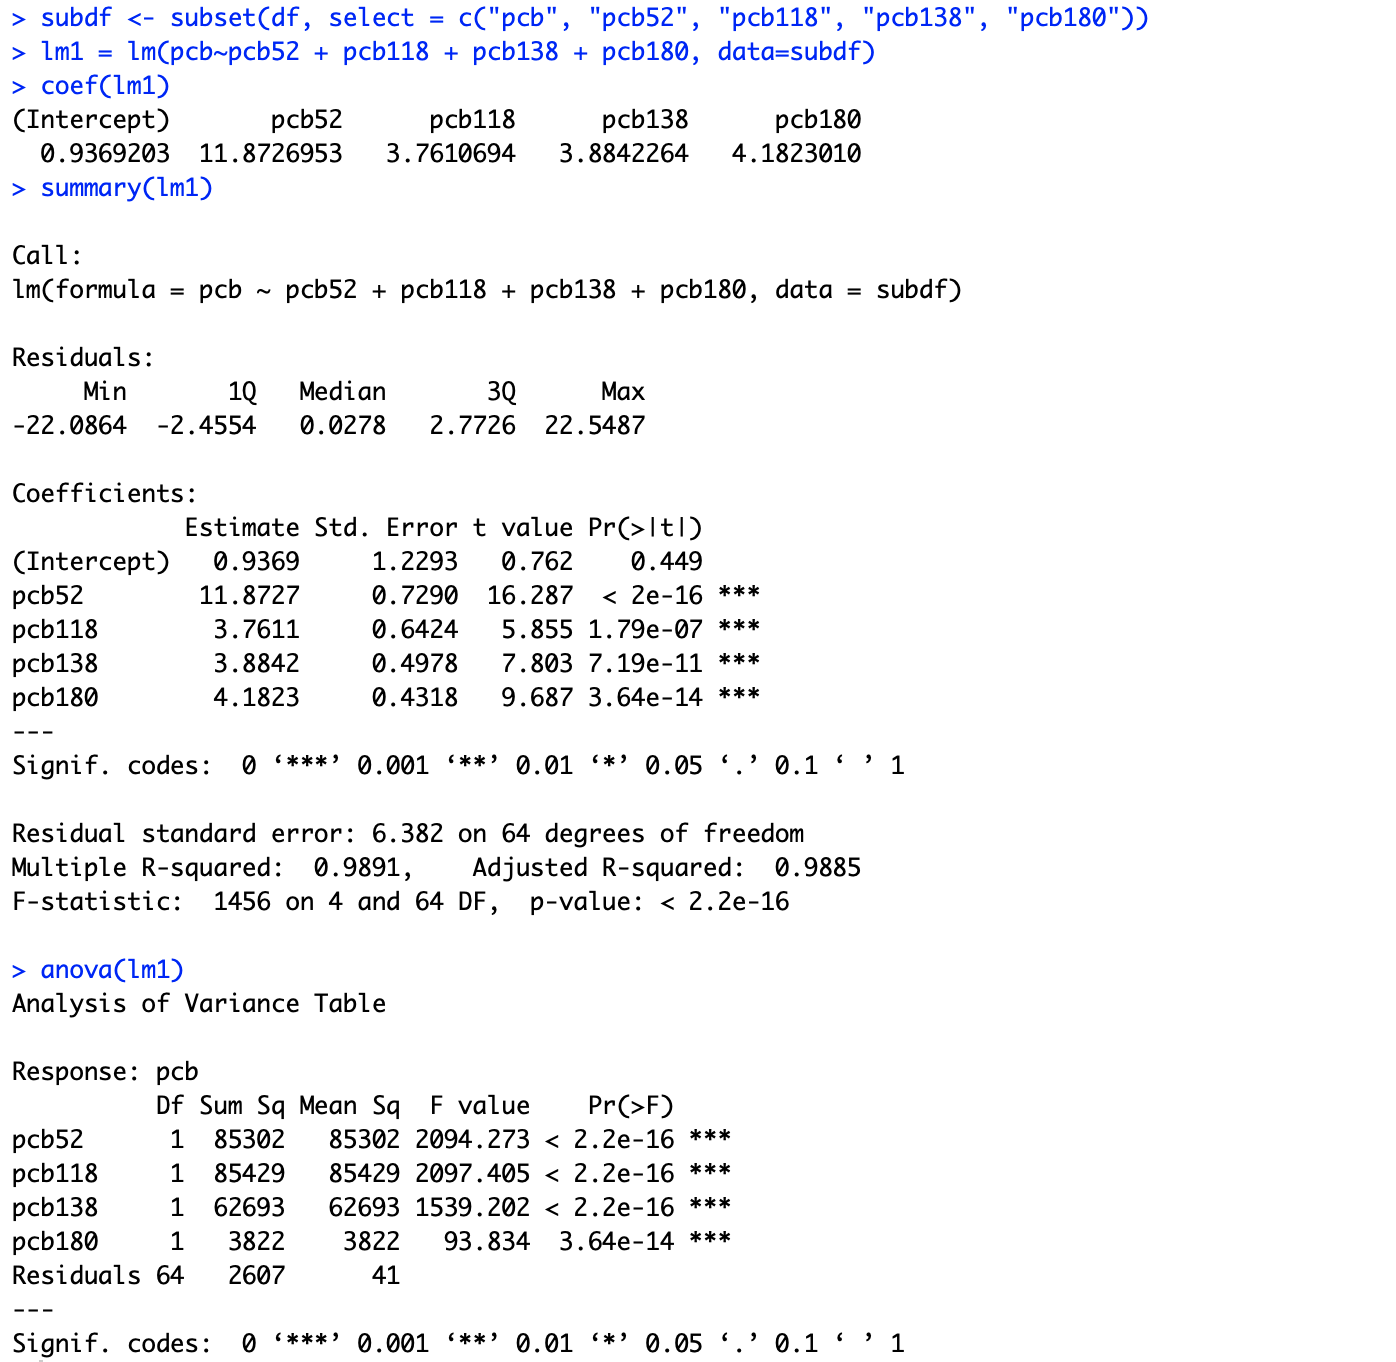 > subdf <- subset(df, select = c("pcb", "pcb52", "pcb118", "pcb138", "pcb180"))
> lm1 = lm(pcb~pcb52 + pcb118 + pcb138 + pcb180, data=subdf)
> coef(lm1)
(Intercept)       pcb52      pcb118      pcb138      pcb180
  0.9369203  11.8726953   3.7610694   3.8842264   4.1823010
> summary(lm1)

Call:
lm(formula = pcb ~ pcb52 + pcb118 + pcb138 + pcb180, data = subdf)

Residuals:
     Min       1Q   Median       3Q      Max
-22.0864  -2.4554   0.0278   2.7726  22.5487

Coefficients:
            Estimate Std. Error t value Pr(>|t|)
(Intercept)   0.9369     1.2293   0.762    0.449
pcb52        11.8727     0.7290  16.287  < 2e-16 ***
pcb118        3.7611     0.6424   5.855 1.79e-07 ***
pcb138        3.8842     0.4978   7.803 7.19e-11 ***
pcb180        4.1823     0.4318   9.687 3.64e-14 ***
---
Signif. codes:  0 ‘***’ 0.001 ‘**’ 0.01 ‘*’ 0.05 ‘.’ 0.1 ‘ ’ 1

Residual standard error: 6.382 on 64 degrees of freedom
Multiple R-squared:  0.9891,    Adjusted R-squared:  0.9885
F-statistic:  1456 on 4 and 64 DF,  p-value: < 2.2e-16

> anova(lm1)
Analysis of Variance Table

Response: pcb
          Df Sum Sq Mean Sq  F value    Pr(>F)
pcb52      1  85302   85302 2094.273 < 2.2e-16 ***
pcb118     1  85429   85429 2097.405 < 2.2e-16 ***
pcb138     1  62693   62693 1539.202 < 2.2e-16 ***
pcb180     1   3822    3822   93.834  3.64e-14 ***
Residuals 64   2607      41
---
Signif. codes:  0 ‘***’ 0.001 ‘**’ 0.01 ‘*’ 0.05 ‘.’ 0.1 ‘ ’ 1